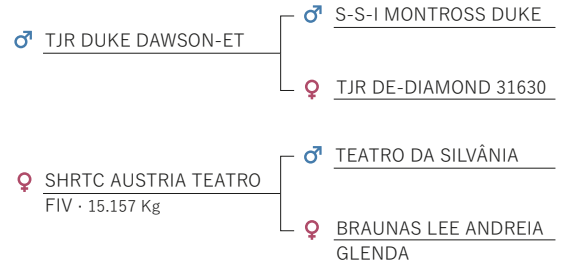 S-S-I MONTROSS DUKE
TJR DUKE DAWSON-ET
TJR DE-DIAMOND 31630
TEATRO DA SILVÂNIA
SHRTC AUSTRIA TEATRO
FIV · 15.157 Kg
BRAUNAS LEE ANDREIA
GLENDA